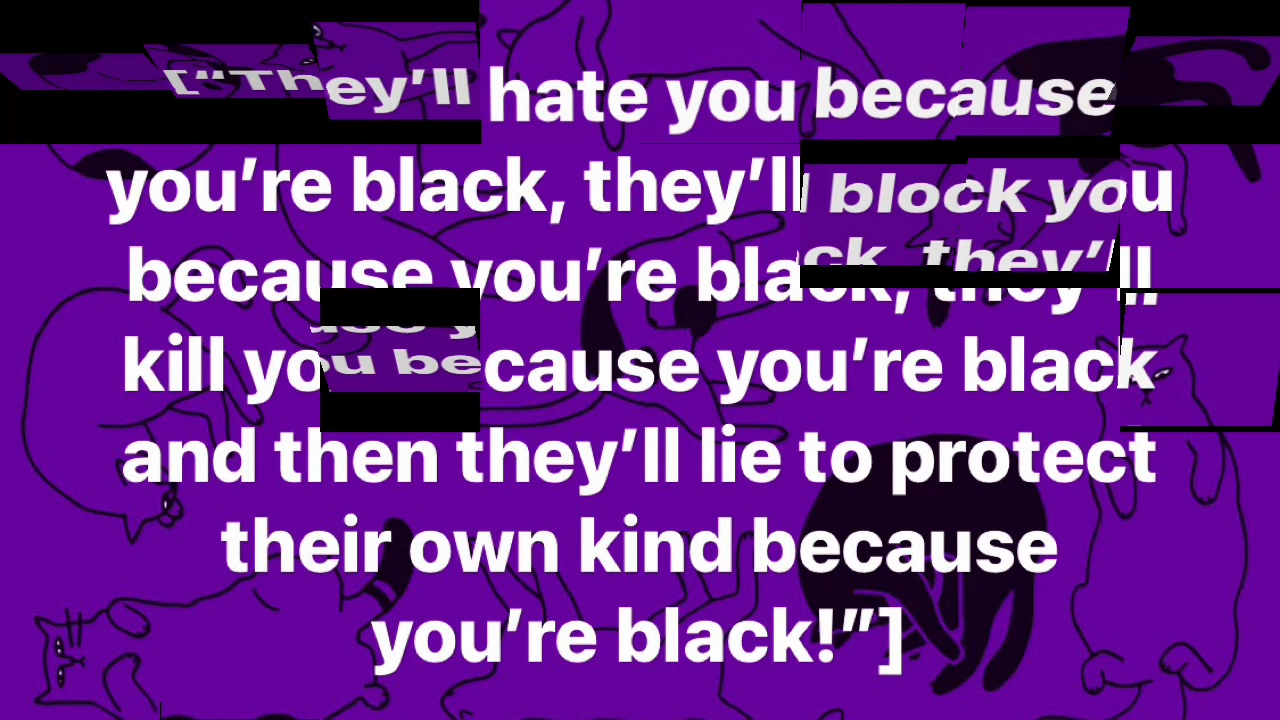 [“They’ll hate you because
you’re black, they’ll block you
because you’re black, they’ll
kill you because you’re black
and then they’ll lie to protect
their own kind because
you’re black!”]